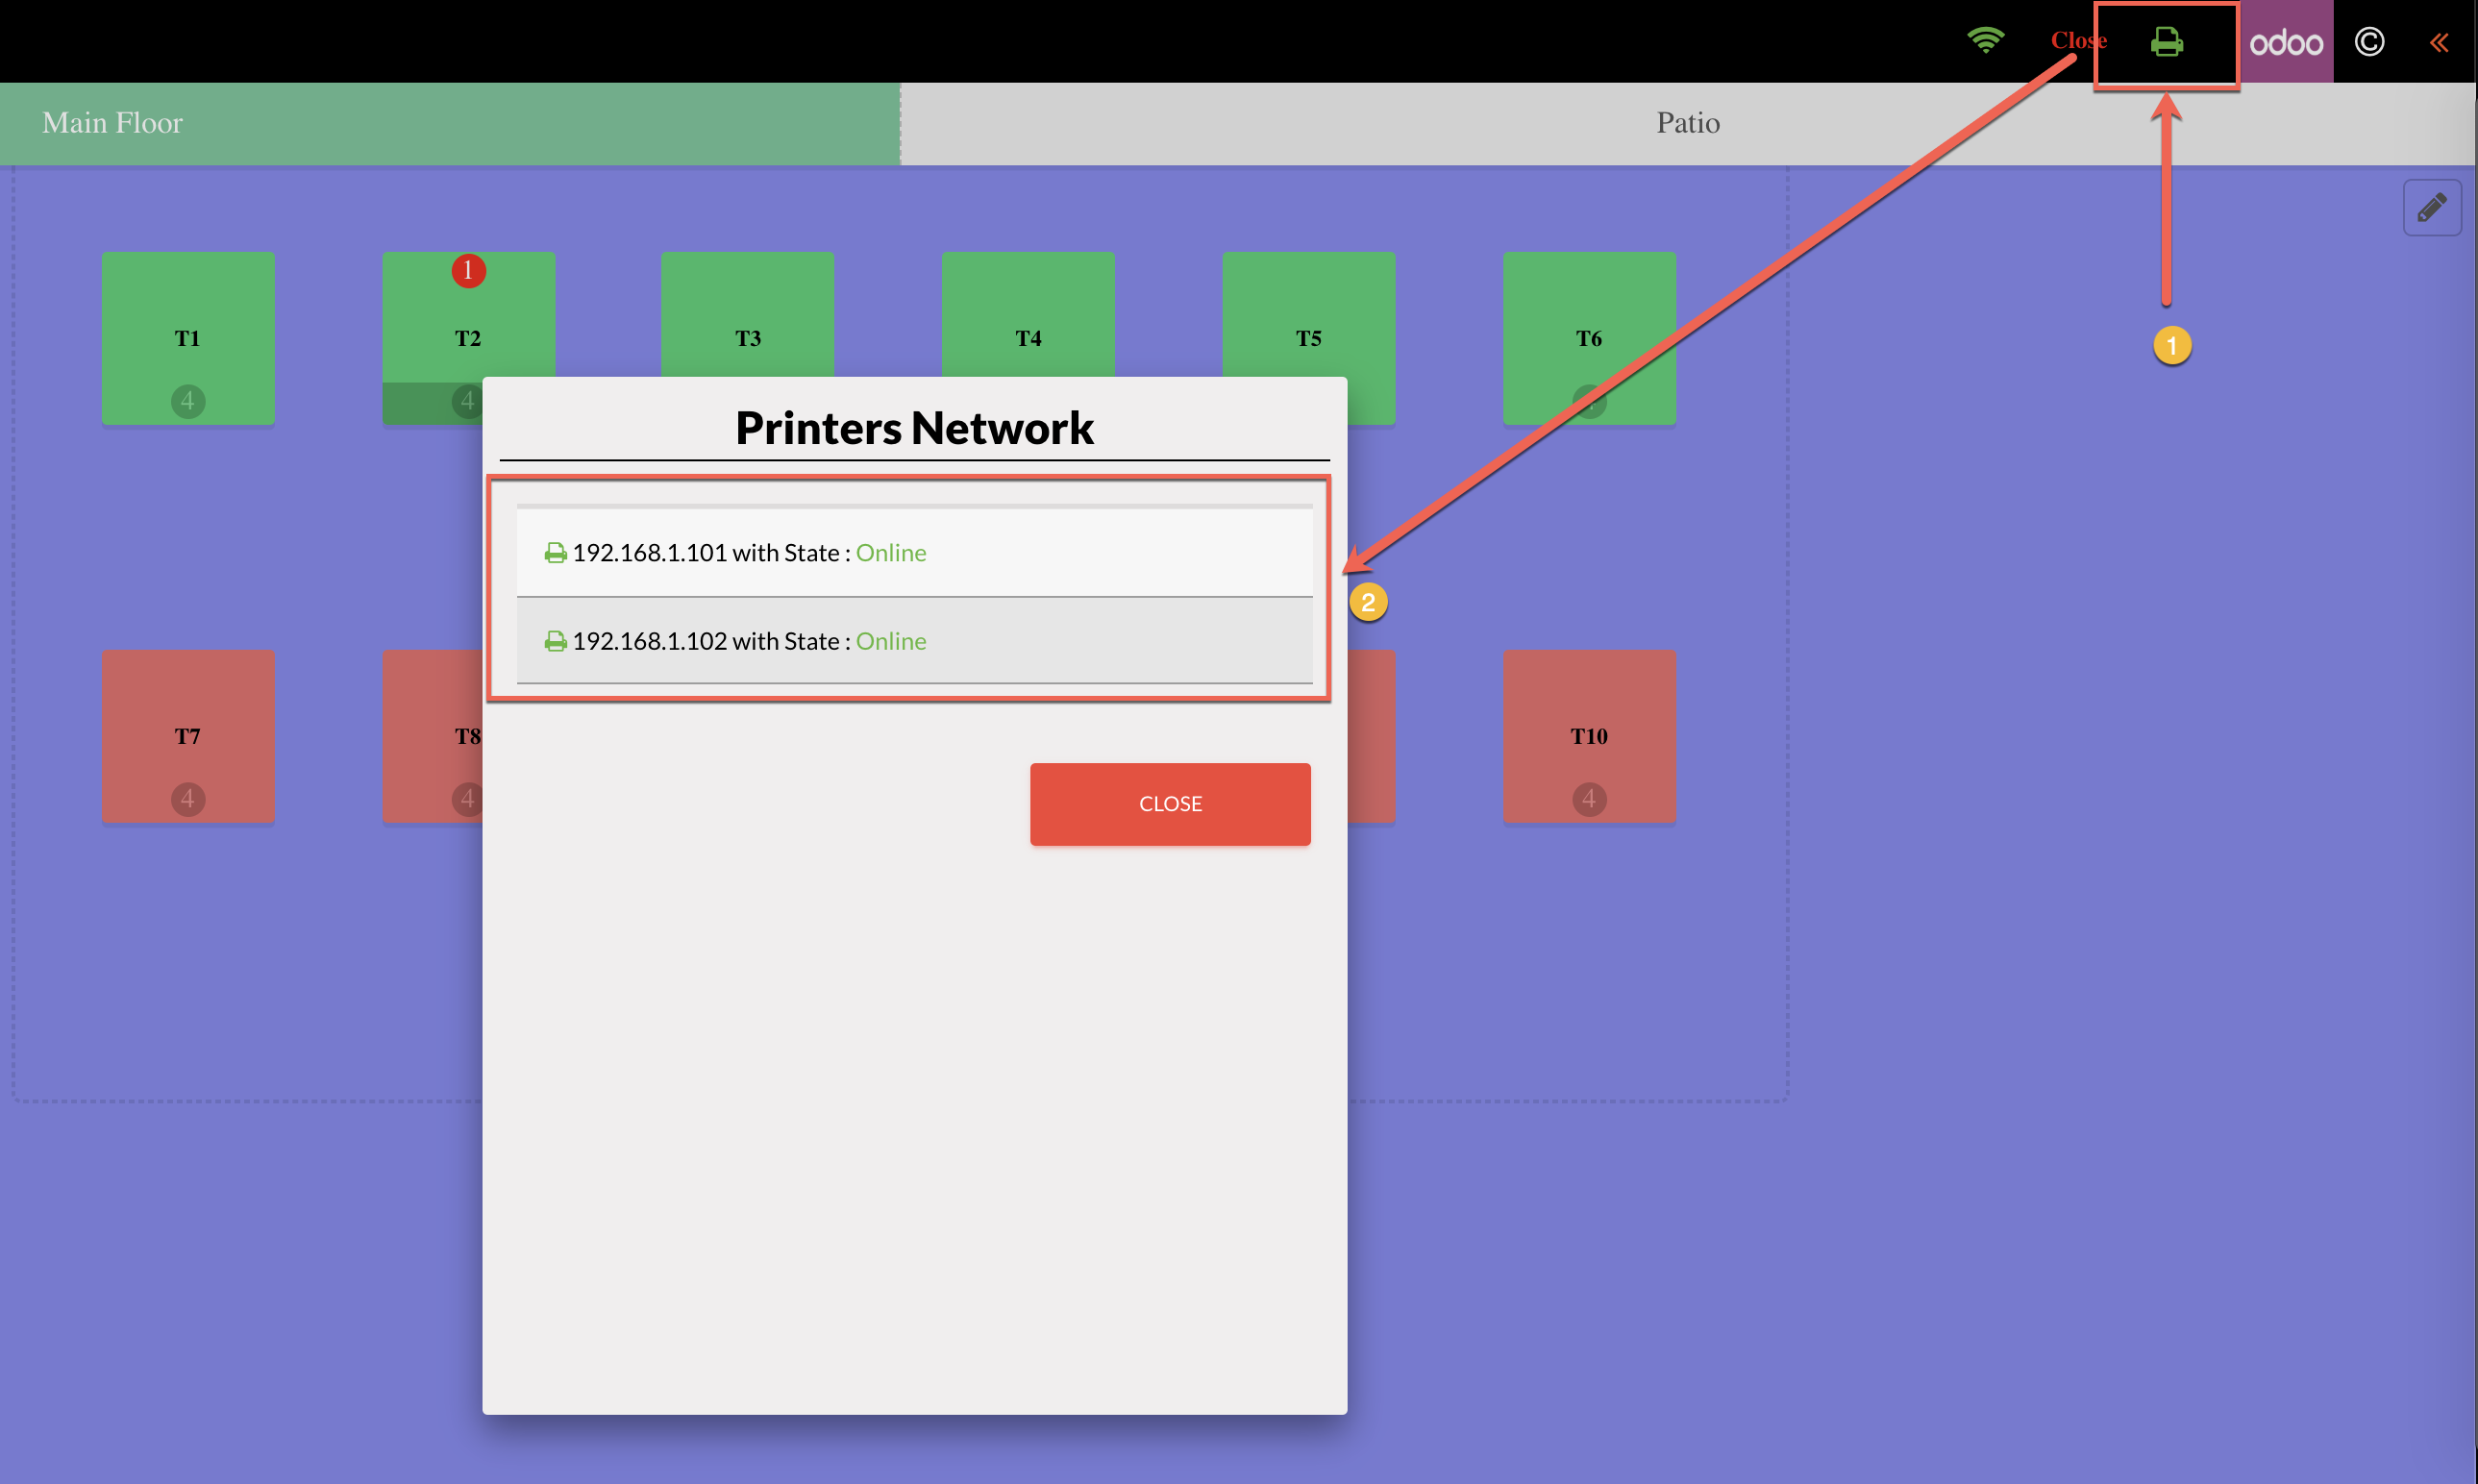 Close odoo ©
Main Floor
Patio
1
T1
T2
T3
T4
T5
T6
1
4
4
Printers Network
192.168.1.101 with State : Online
2
192.168.1.102 with State : Online
T7
T8
T10
4
4
4
CLOSE